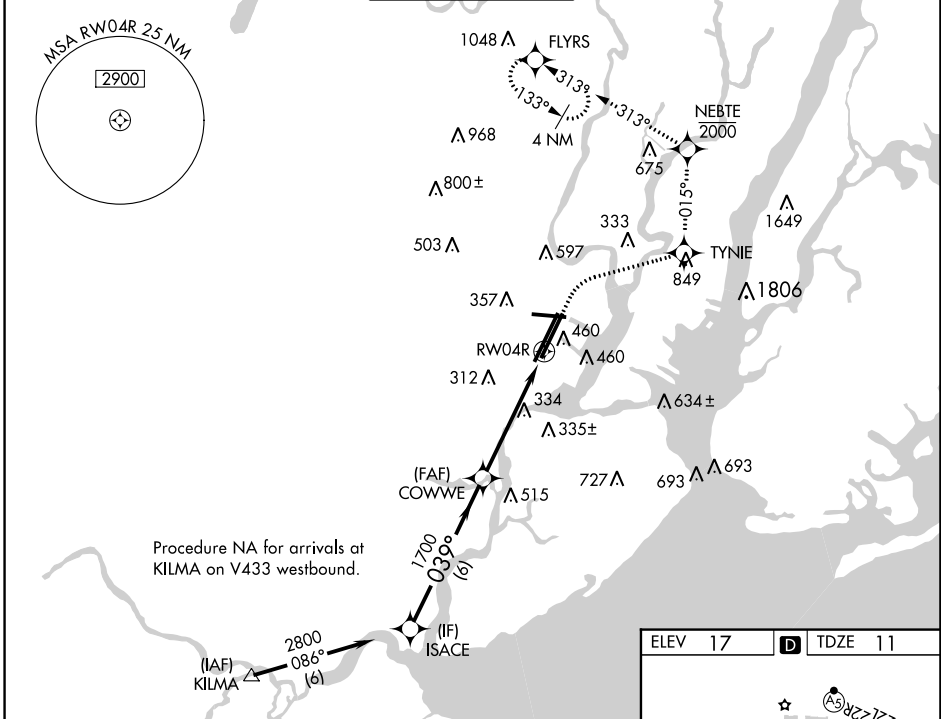 MSA RW04R 25 NM
2900
1048
FLYRS
313°
133°
4 NM
313°
NEBTE
2000
968
675
800±
015°
1649
503
597
333
TYNIE
849
1806
357
460
RW04R
460
312
334
634±
335±
(FAF)
COWWE
727
693
693
515
Procedure NA for arrivals at
KILMA on V433 westbound.
1700
039°
(6)
(IF)
ISACE
2800
086°
(6)
(IAF)
KILMA
ELEV 17 D TDZE 11
A5
22L/22R